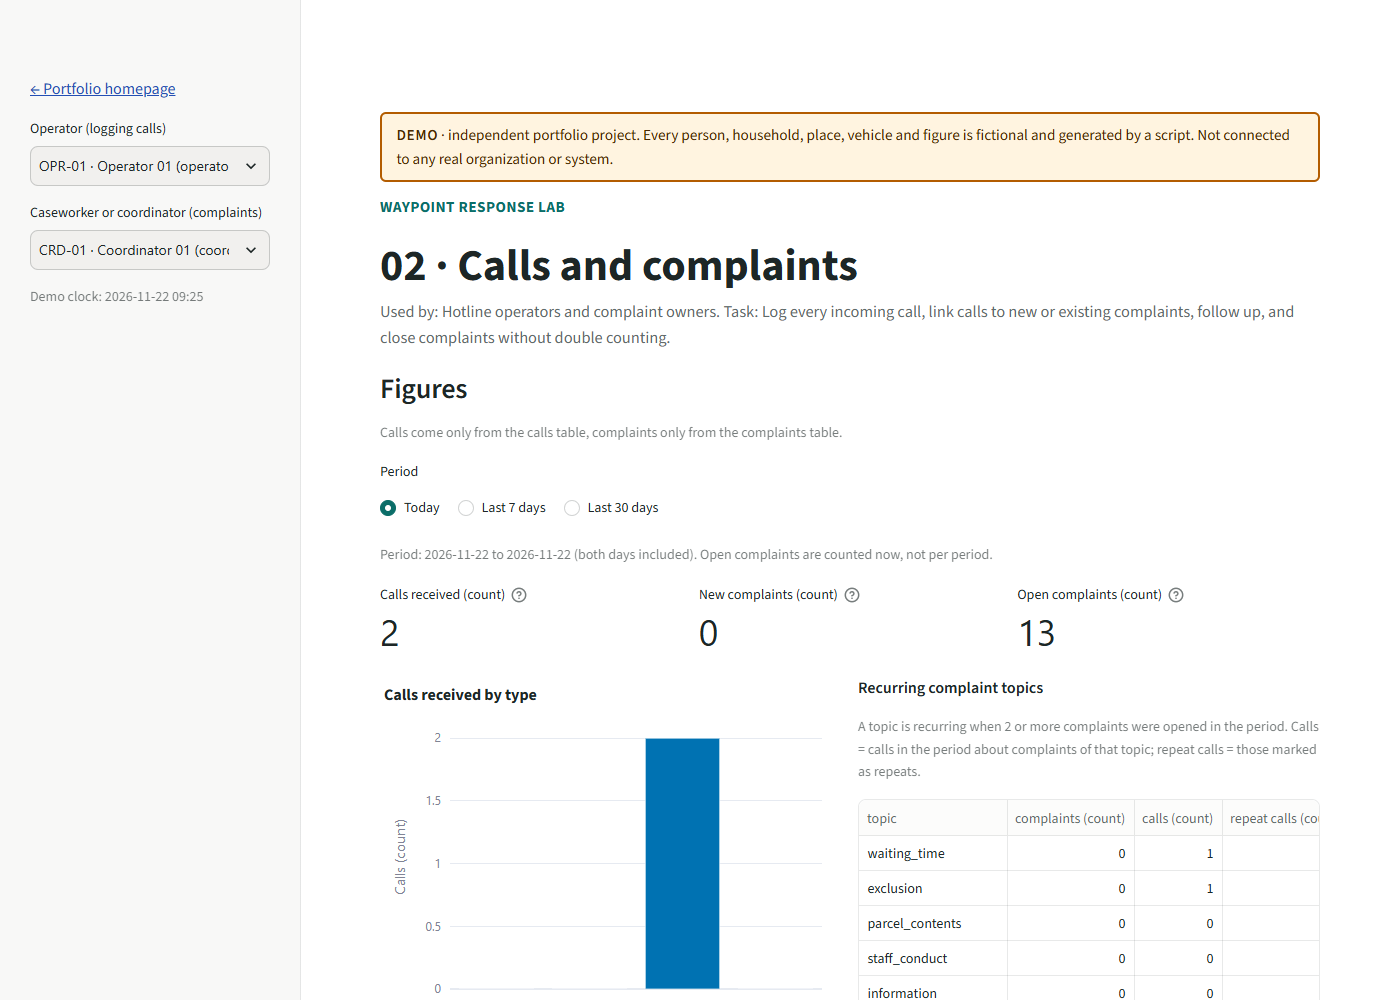 ← Portfolio homepage
Operator (logging calls)
OPR-01 · Operator 01 (operato
Caseworker or coordinator (complaints)
CRD-01 · Coordinator 01 (coor
Demo clock: 2026-11-22 09:25
DEMO · independent portfolio project. Every person, household, place, vehicle and figure is fictional and generated by a script. Not connected
to any real organization or system.
WAYPOINT RESPONSE LAB
02 · Calls and complaints
Used by: Hotline operators and complaint owners. Task: Log every incoming call, link calls to new or existing complaints, follow up, and
close complaints without double counting.
Figures
Calls come only from the calls table, complaints only from the complaints table.
Period
Today Last 7 days Last 30 days
Period: 2026-11-22 to 2026-11-22 (both days included). Open complaints are counted now, not per period.
Calls received (count) New complaints (count) Open complaints (count)
2 0 13
Calls received by type
2
1.5
1
0.5
0
Calls (count)
Recurring complaint topics
A topic is recurring when 2 or more complaints were opened in the period. Calls
= calls in the period about complaints of that topic; repeat calls = those marked
as repeats.
topic complaints (count) calls (count) repeat calls (cou
waiting_time 0 1
exclusion 0 1
parcel_contents 0 0
staff_conduct 0 0
information 0 0